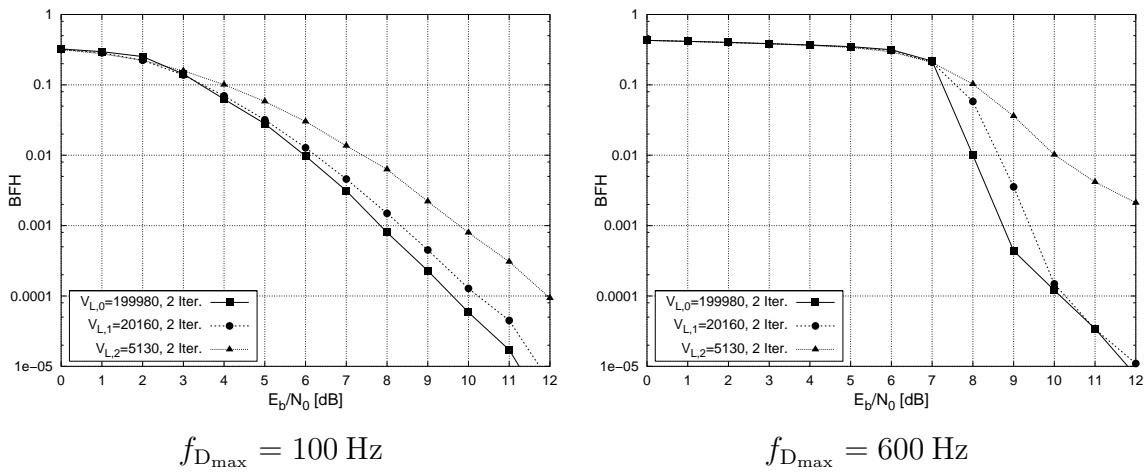 1
0.1
0.01
0.001
0.0001
1e−05
BFH
V_L,0=199980, 2 Iter.
V_L,1=20160, 2 Iter.
V_L,2=5130, 2 Iter.
0 1 2 3 4 5 6 7 8 9 10 11 12
E_b/N_0 [dB]
f_D_max = 100 Hz
1
0.1
0.01
0.001
0.0001
1e−05
BFH
V_L,0=199980, 2 Iter.
V_L,1=20160, 2 Iter.
V_L,2=5130, 2 Iter.
0 1 2 3 4 5 6 7 8 9 10 11 12
E_b/N_0 [dB]
f_D_max = 600 Hz